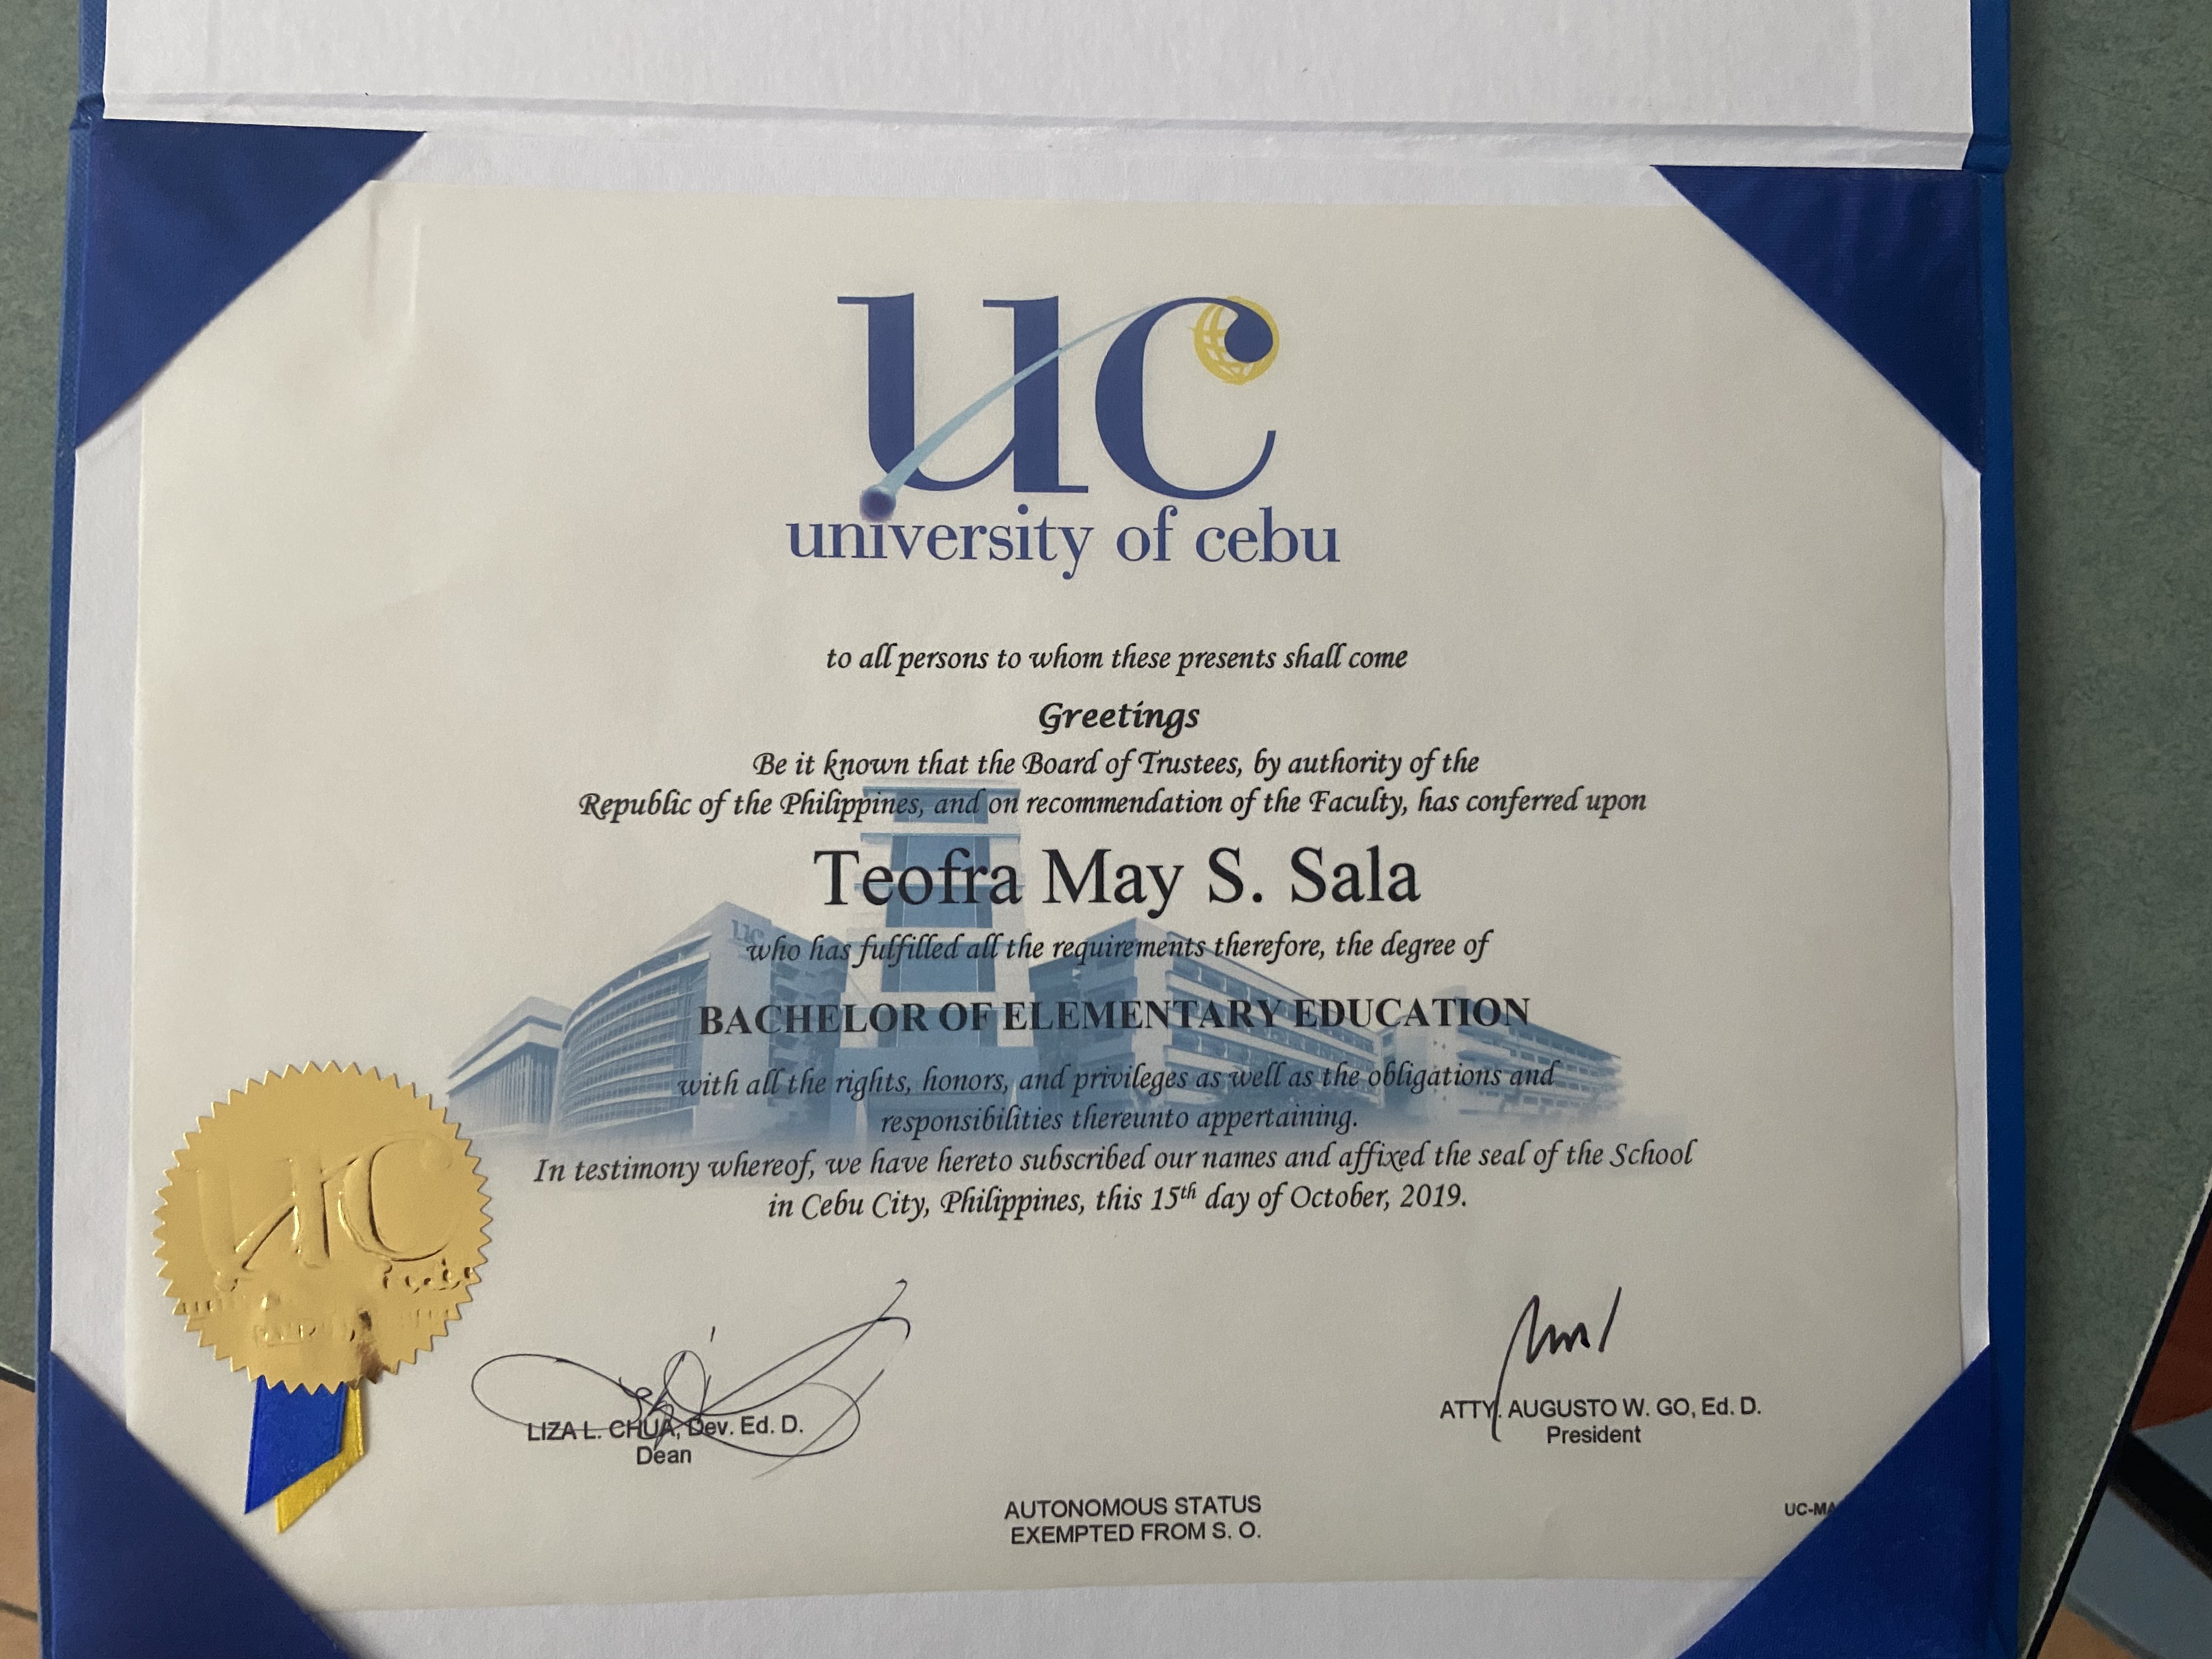 uc
university of cebu
to all persons to whom these presents shall come
Greetings
Be it known that the Board of Trustees, by authority of the
Republic of the Philippines, and on recommendation of the Faculty, has conferred upon
Teofra May S. Sala
uc
who has fulfilled all the requirements therefore, the degree of
BACHELOR OF ELEMENTARY EDUCATION
with all the rights, honors, and privileges as well as the obligations and
responsibilities thereunto appertaining.
In testimony whereof, we have hereto subscribed our names and affixed the seal of the School
in Cebu City, Philippines, this 15th day of October, 2019.
UC
LIZA L. CHUA, Dev. Ed. D.
Dean
ATTY. AUGUSTO W. GO, Ed. D.
President
AUTONOMOUS STATUS
EXEMPTED FROM S. O.
UC-MA